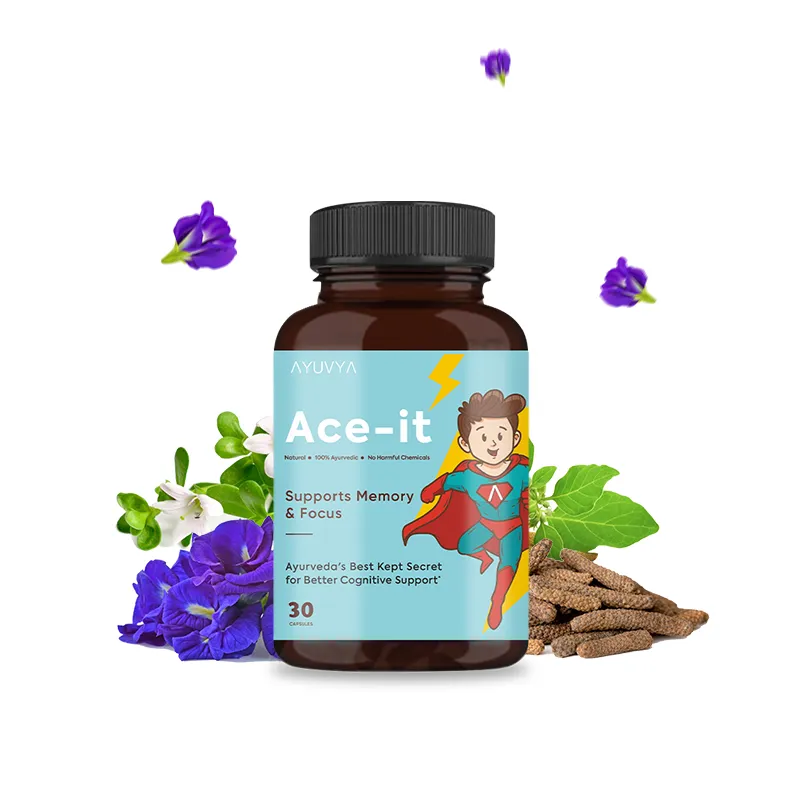 AYUVYA
Ace-it
Natural • 100% Ayurvedic • No Harmful Chemicals
Supports Memory
& Focus
Ayurveda's Best Kept Secret
for Better Cognitive Support*
30
CAPSULES